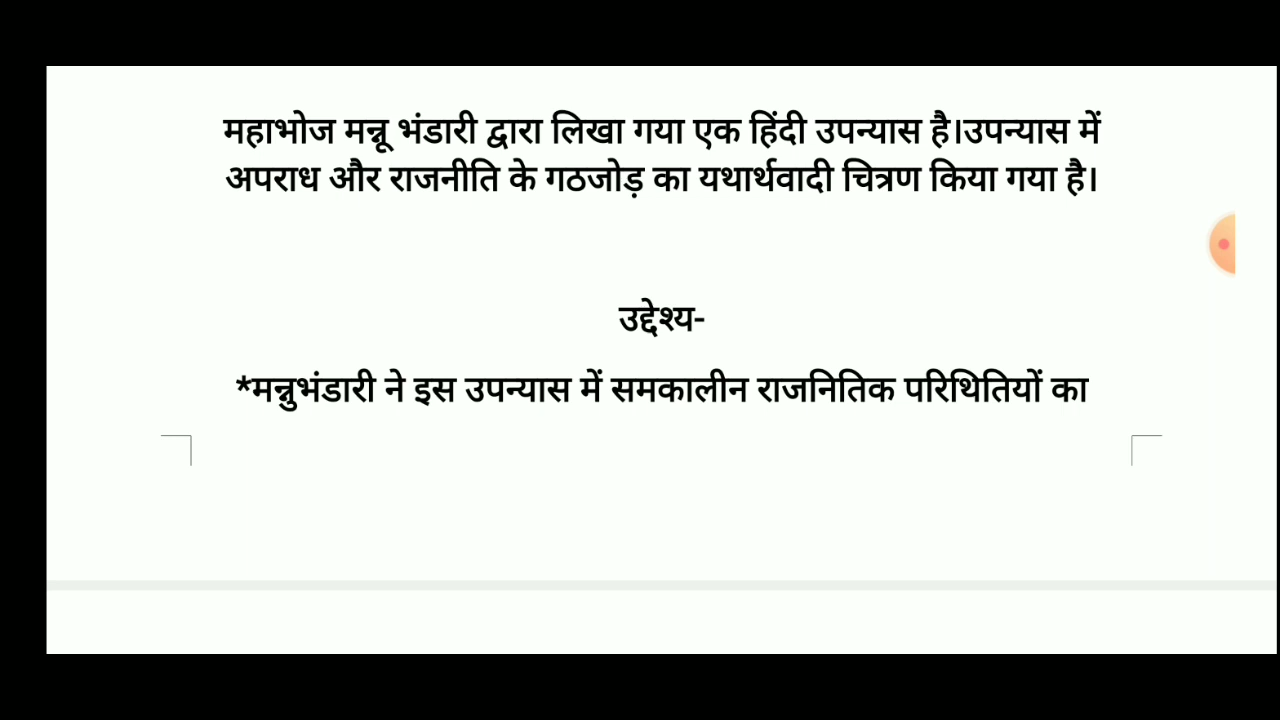 महाभोज मन्नू भंडारी द्वारा लिखा गया एक हिंदी उपन्यास है।उपन्यास में
अपराध और राजनीति के गठजोड़ का यथार्थवादी चित्रण किया गया है।
उद्देश्य-
*मन्नुभंडारी ने इस उपन्यास में समकालीन राजनितिक परिथितियों का